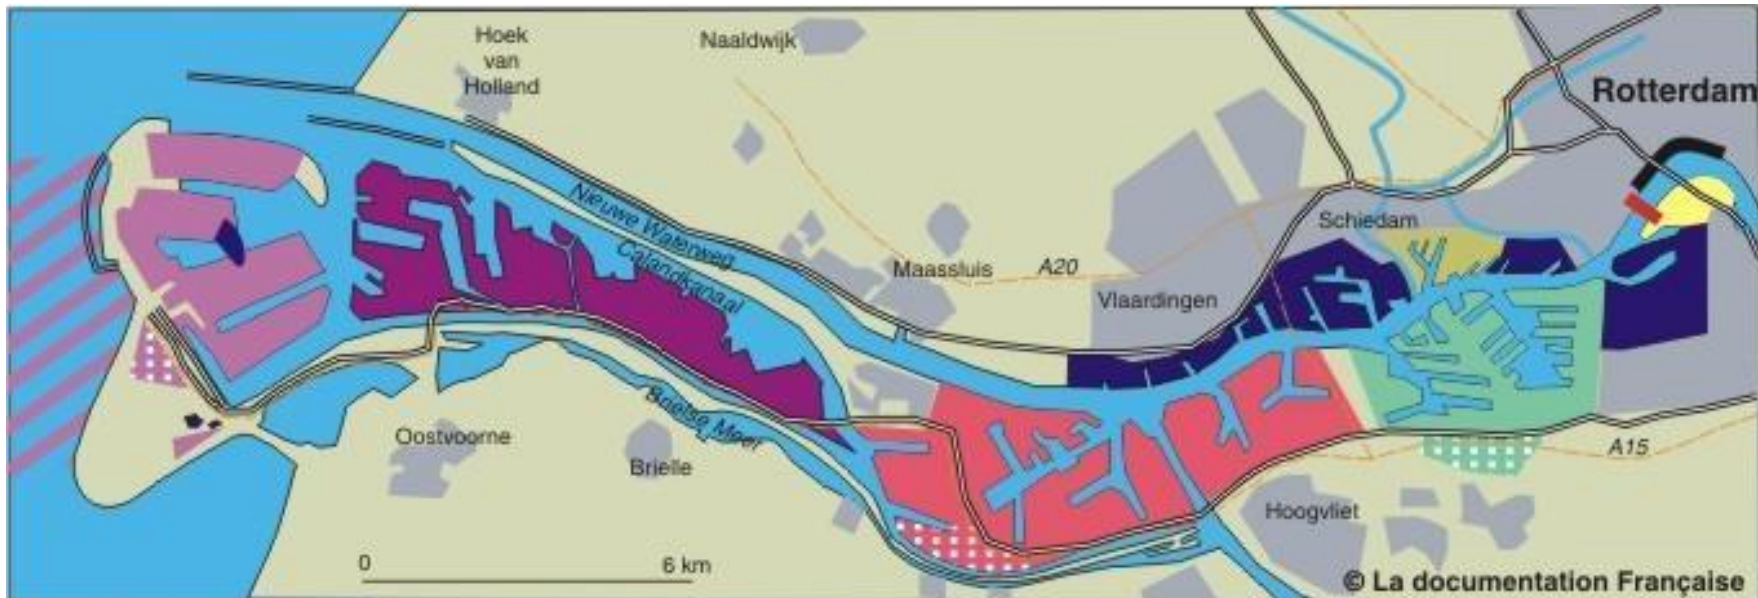 Hoek
van
Holland
Naaldwijk
Rotterdam
Nieuwe Waterweg
Calandkanaal
Maassluis
A20
Schiedam
Vlaardingen
Brielse Meer
Oostvoorne
Brielle
A15
Hoogvliet
0
6 km
© La documentation Française